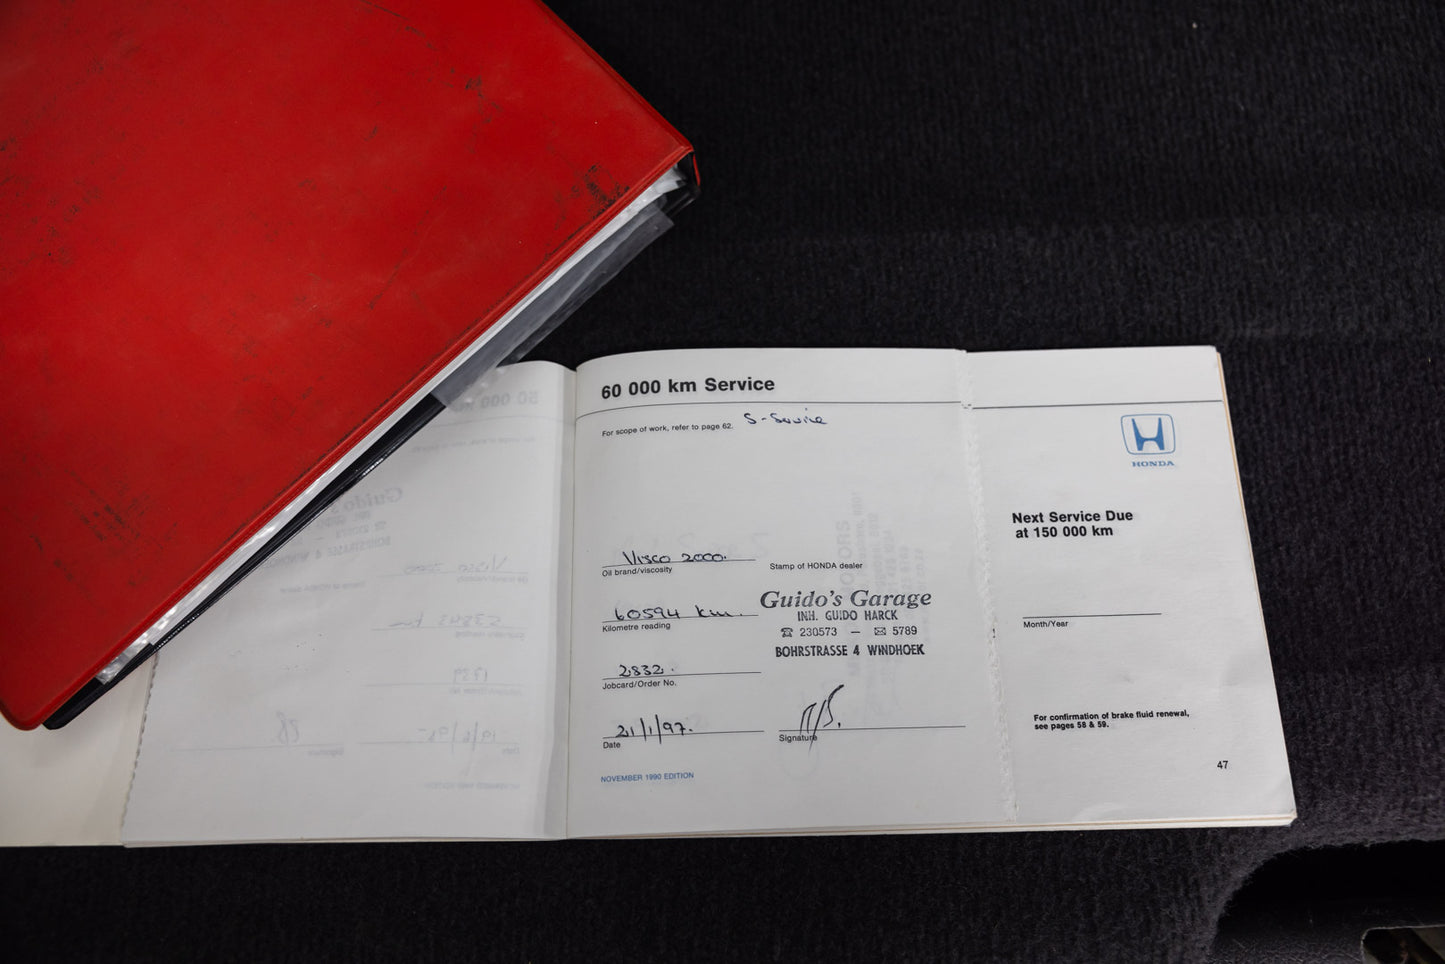 60 000 km Service
For scope of work, refer to page 62. S-Service
Visco 2000.
Oil brand/viscosity
Stamp of HONDA dealer
60594 km.
Kilometre reading
Guido's Garage
INH. GUIDO HARCK
☎ 230573 — ✉ 5789
BOHRSTRASSE 4 WINDHOEK
2832.
Jobcard/Order No.
21/1/97.
Date
Signature
NOVEMBER 1990 EDITION
HONDA
Next Service Due
at 150 000 km
Month/Year
For confirmation of brake fluid renewal,
see pages 58 & 59.
47